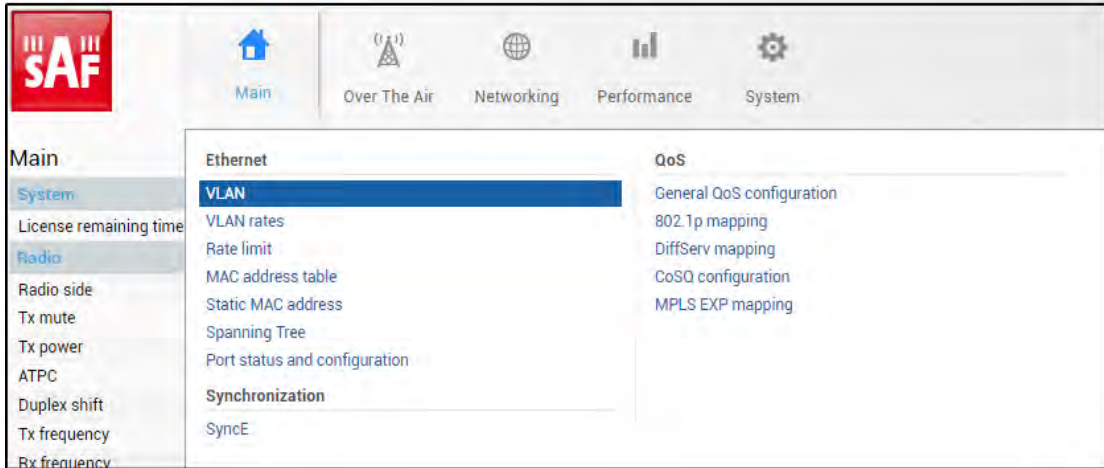 SAF
Main
Over The Air
Networking
Performance
System
Main
System
License remaining time
Radio
Radio side
Tx mute
Tx power
ATPC
Duplex shift
Tx frequency
Rx frequency
Ethernet
VLAN
VLAN rates
Rate limit
MAC address table
Static MAC address
Spanning Tree
Port status and configuration
Synchronization
SyncE
QoS
General QoS configuration
802.1p mapping
DiffServ mapping
CoSQ configuration
MPLS EXP mapping